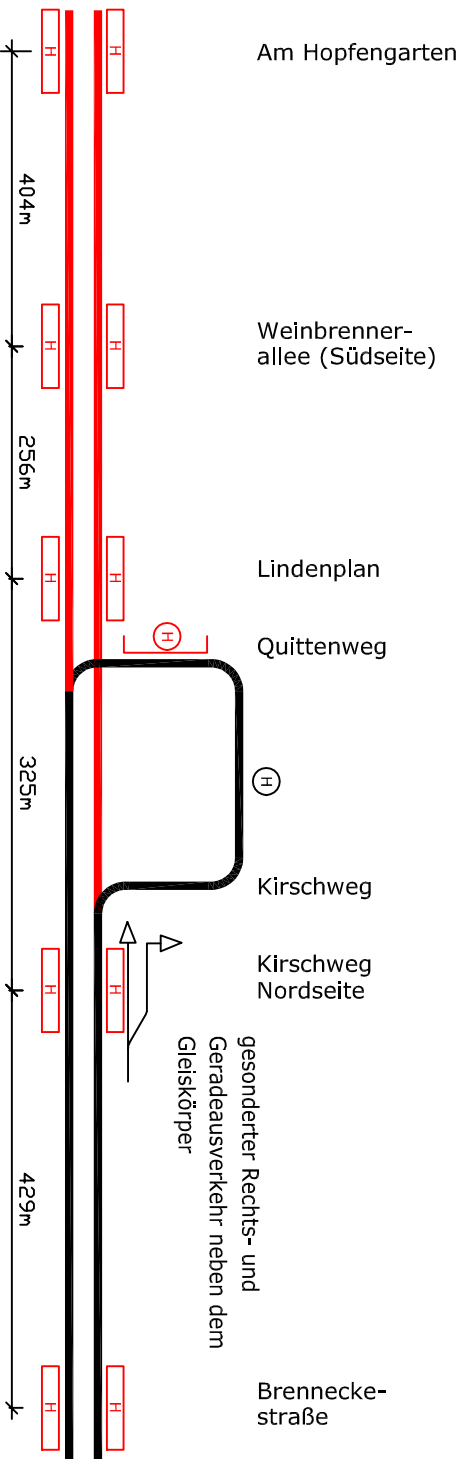 H
H
Am Hopfengarten
404m
H
H
Weinbrenner-
allee (Südseite)
256m
H
H
Lindenplan
H
Quittenweg
325m
H
Kirschweg
H
H
Kirschweg
Nordseite
gesonderter Rechts- und
Geradeausverkehr neben dem
Gleiskörper
429m
H
H
Brennecke-
straße